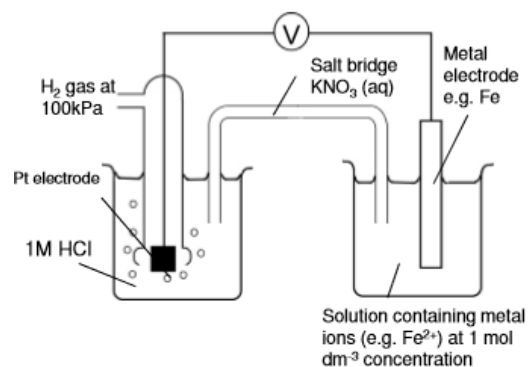 V
Metal
electrode
e.g. Fe
Salt bridge
KNO₃ (aq)
H₂ gas at
100kPa
Pt electrode
1M HCl
Solution containing metal
ions (e.g. Fe²⁺) at 1 mol
dm⁻³ concentration